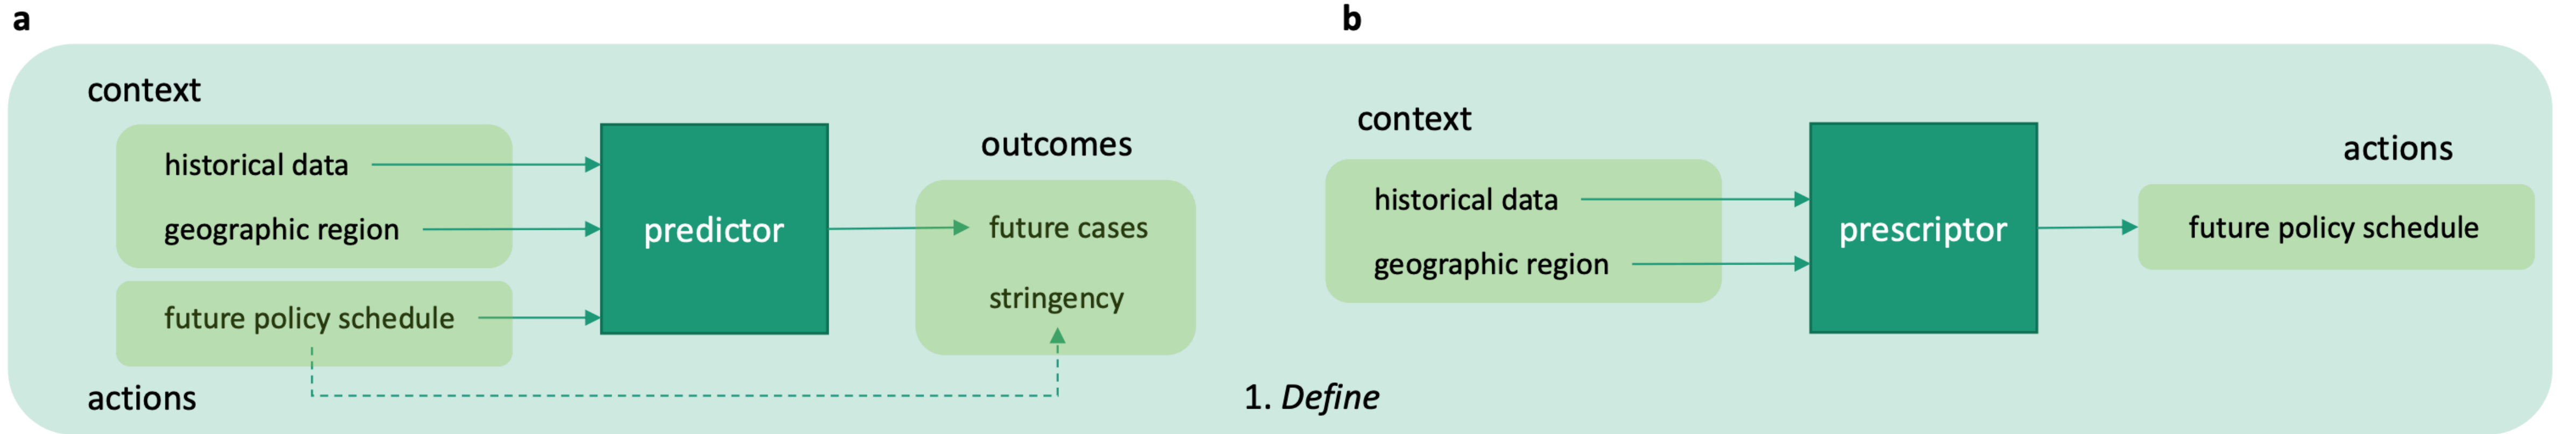 a
context
historical data
geographic region
future policy schedule
actions
predictor
outcomes
future cases
stringency
1. Define
b
context
historical data
geographic region
prescriptor
actions
future policy schedule